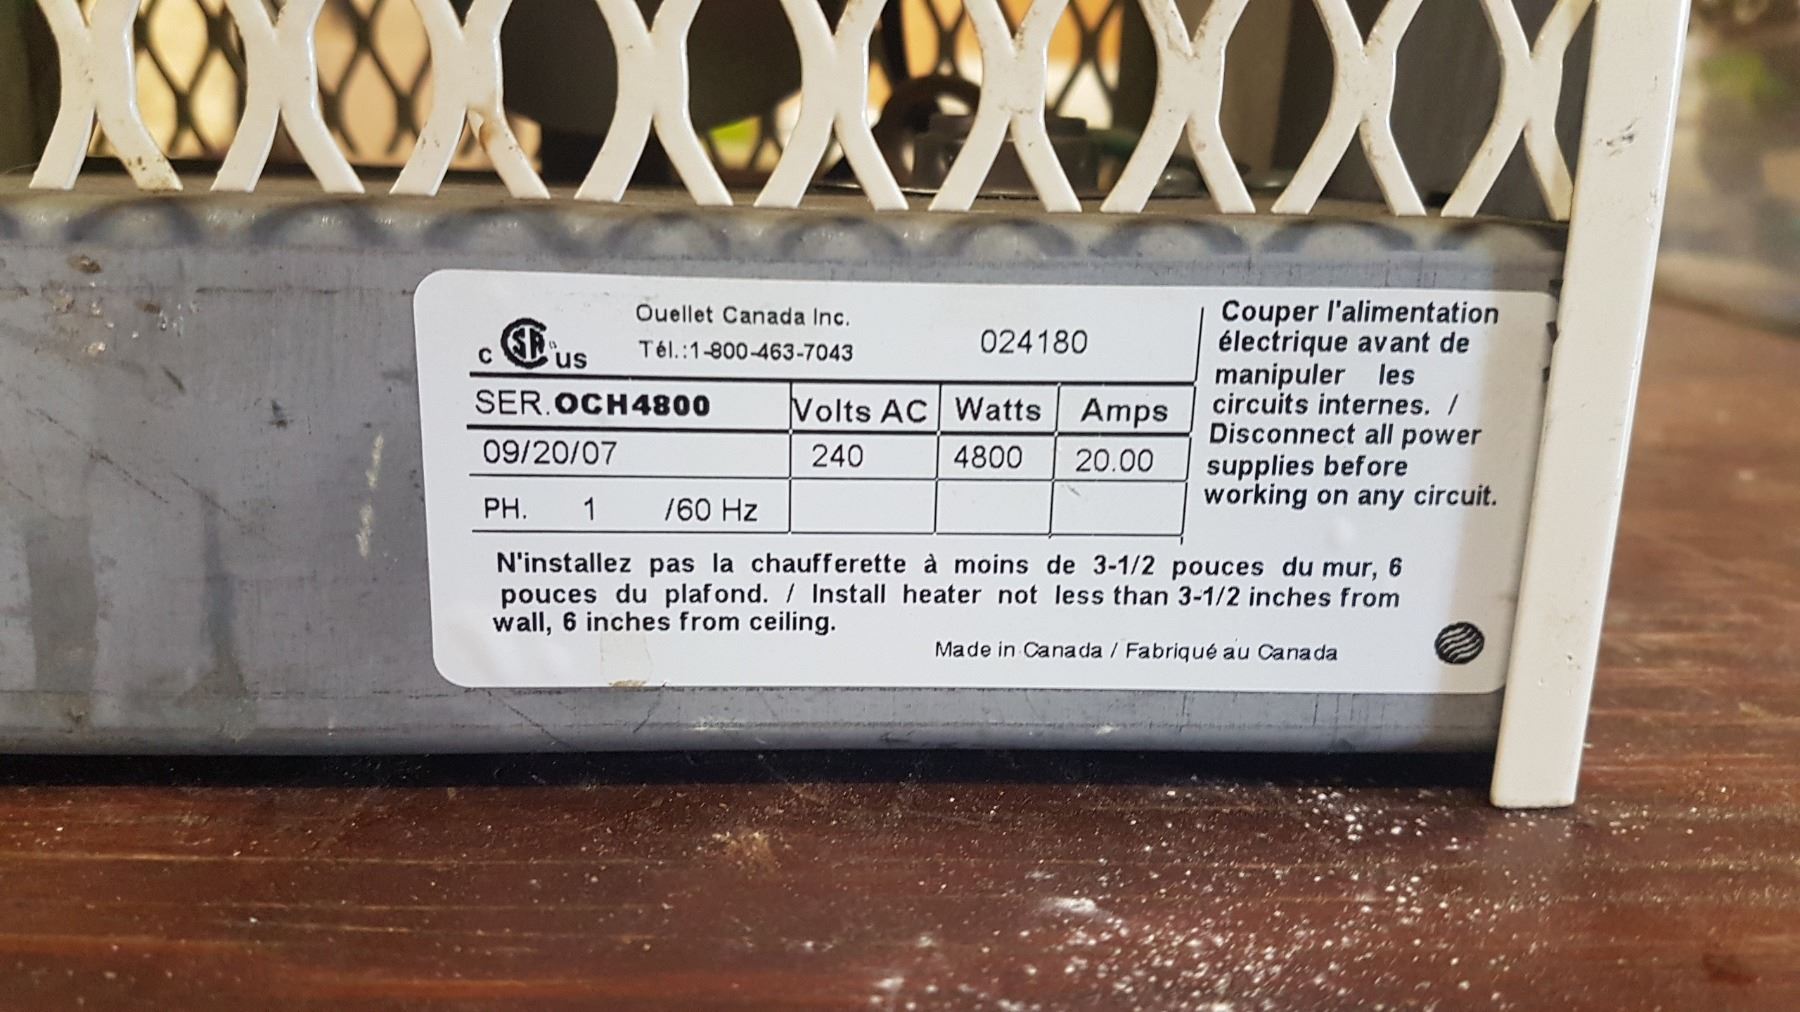 c SA ® us
Ouellet Canada Inc.
Tél.:1-800-463-7043
024180
SER.OCH4800
Volts AC Watts Amps
09/20/07 240 4800 20.00
PH. 1 /60 Hz
Couper l'alimentation
électrique avant de
manipuler les
circuits internes. /
Disconnect all power
supplies before
working on any circuit.
N'installez pas la chaufferette à moins de 3-1/2 pouces du mur, 6
pouces du plafond. / Install heater not less than 3-1/2 inches from
wall, 6 inches from ceiling.
Made in Canada / Fabriqué au Canada